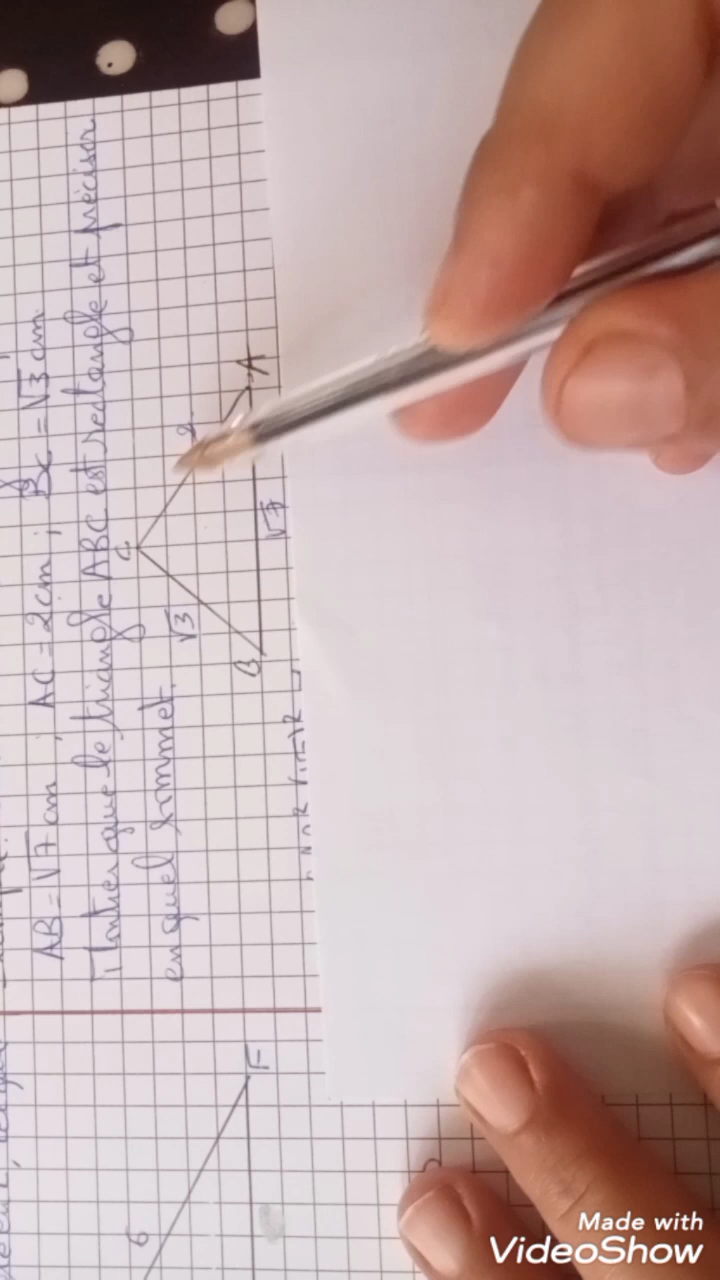 AB = √7 cm ; AC = 2cm ; BC = √3 cm.
Montrer que le triangle ABC est rectangle et préciser
en quel sommet.
C
√3
2
B
A
√7
6
F
Made with
VideoShow